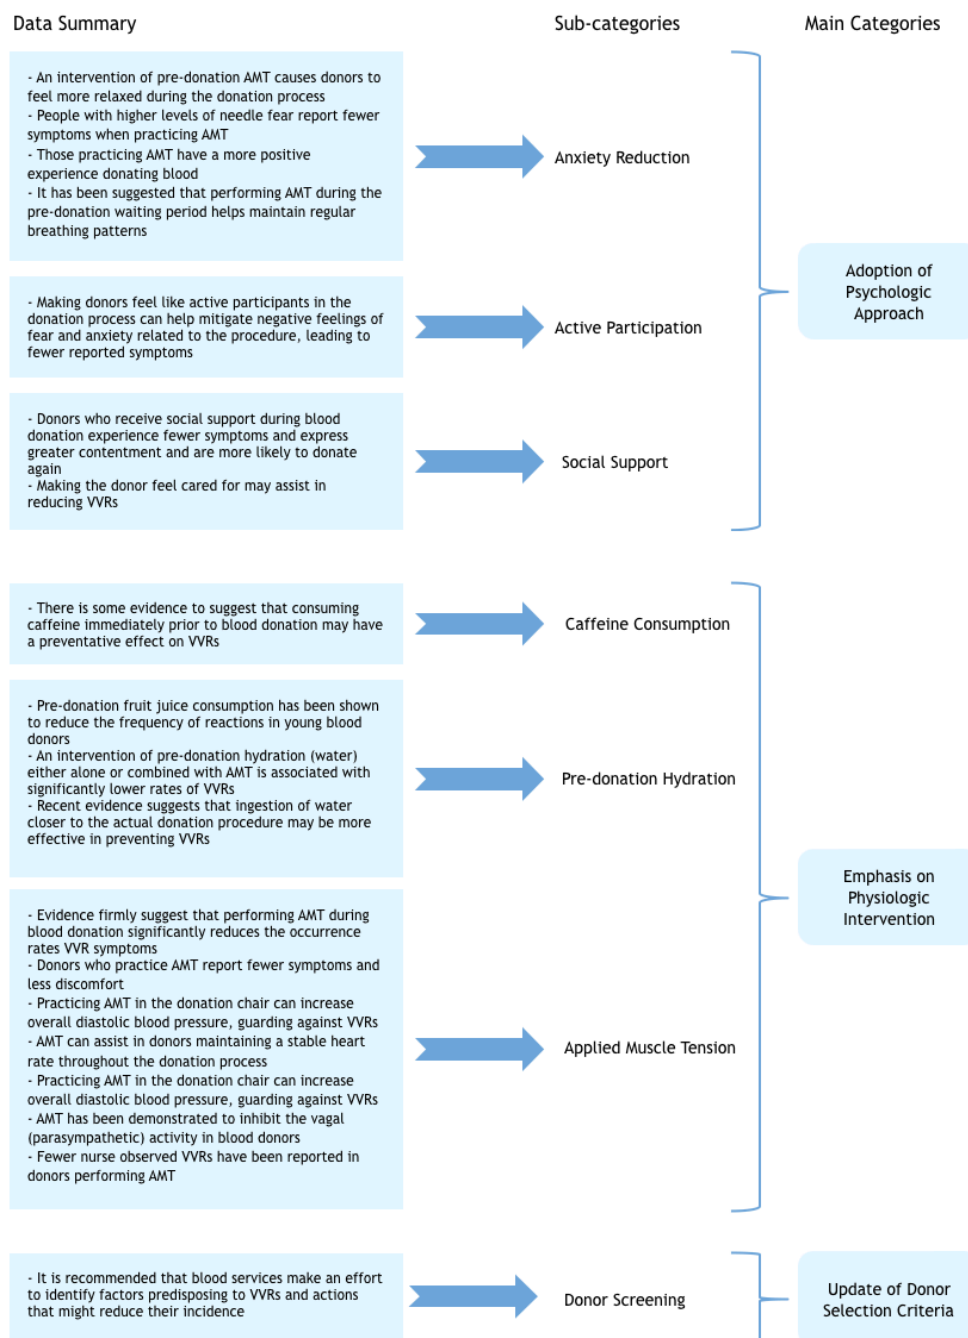 Data Summary
Sub-categories
Main Categories
- An intervention of pre-donation AMT causes donors to
feel more relaxed during the donation process
- People with higher levels of needle fear report fewer
symptoms when practicing AMT
- Those practicing AMT have a more positive
experience donating blood
- It has been suggested that performing AMT during the
pre-donation waiting period helps maintain regular
breathing patterns
Anxiety Reduction
- Making donors feel like active participants in the
donation process can help mitigate negative feelings of
fear and anxiety related to the procedure, leading to
fewer reported symptoms
Active Participation
- Donors who receive social support during blood
donation experience fewer symptoms and express
greater contentment and are more likely to donate
again
- Making the donor feel cared for may assist in
reducing VVRs
Social Support
Adoption of
Psychologic
Approach
- There is some evidence to suggest that consuming
caffeine immediately prior to blood donation may have
a preventative effect on VVRs
Caffeine Consumption
- Pre-donation fruit juice consumption has been shown
to reduce the frequency of reactions in young blood
donors
- An intervention of pre-donation hydration (water)
either alone or combined with AMT is associated with
significantly lower rates of VVRs
- Recent evidence suggests that ingestion of water
closer to the actual donation procedure may be more
effective in preventing VVRs
Pre-donation Hydration
- Evidence firmly suggest that performing AMT during
blood donation significantly reduces the occurrence
rates VVR symptoms
- Donors who practice AMT report fewer symptoms and
less discomfort
- Practicing AMT in the donation chair can increase
overall diastolic blood pressure, guarding against VVRs
- AMT can assist in donors maintaining a stable heart
rate throughout the donation process
- Practicing AMT in the donation chair can increase
overall diastolic blood pressure, guarding against VVRs
- AMT has been demonstrated to inhibit the vagal
(parasympathetic) activity in blood donors
- Fewer nurse observed VVRs have been reported in
donors performing AMT
Applied Muscle Tension
Emphasis on
Physiologic
Intervention
- It is recommended that blood services make an effort
to identify factors predisposing to VVRs and actions
that might reduce their incidence
Donor Screening
Update of Donor
Selection Criteria